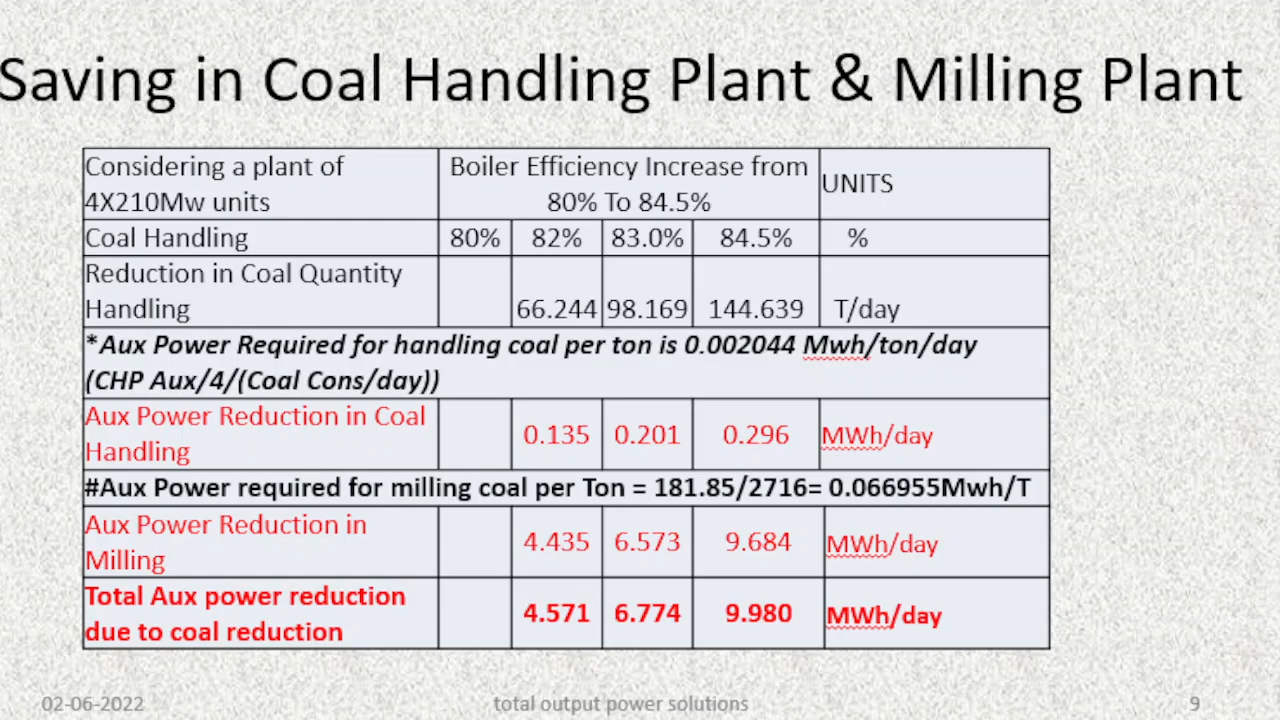 Saving in Coal Handling Plant & Milling Plant
Considering a plant of
4X210Mw units
Boiler Efficiency Increase from
80% To 84.5%
UNITS
Coal Handling 80% 82% 83.0% 84.5% %
Reduction in Coal Quantity
Handling 66.244 98.169 144.639 T/day
*Aux Power Required for handling coal per ton is 0.002044 Mwh/ton/day
(CHP Aux/4/(Coal Cons/day))
Aux Power Reduction in Coal
Handling
0.135 0.201 0.296 MWh/day
#Aux Power required for milling coal per Ton = 181.85/2716= 0.066955Mwh/T
Aux Power Reduction in
Milling
4.435 6.573 9.684 MWh/day
Total Aux power reduction
due to coal reduction
4.571 6.774 9.980 MWh/day
02-06-2022 total output power solutions 9